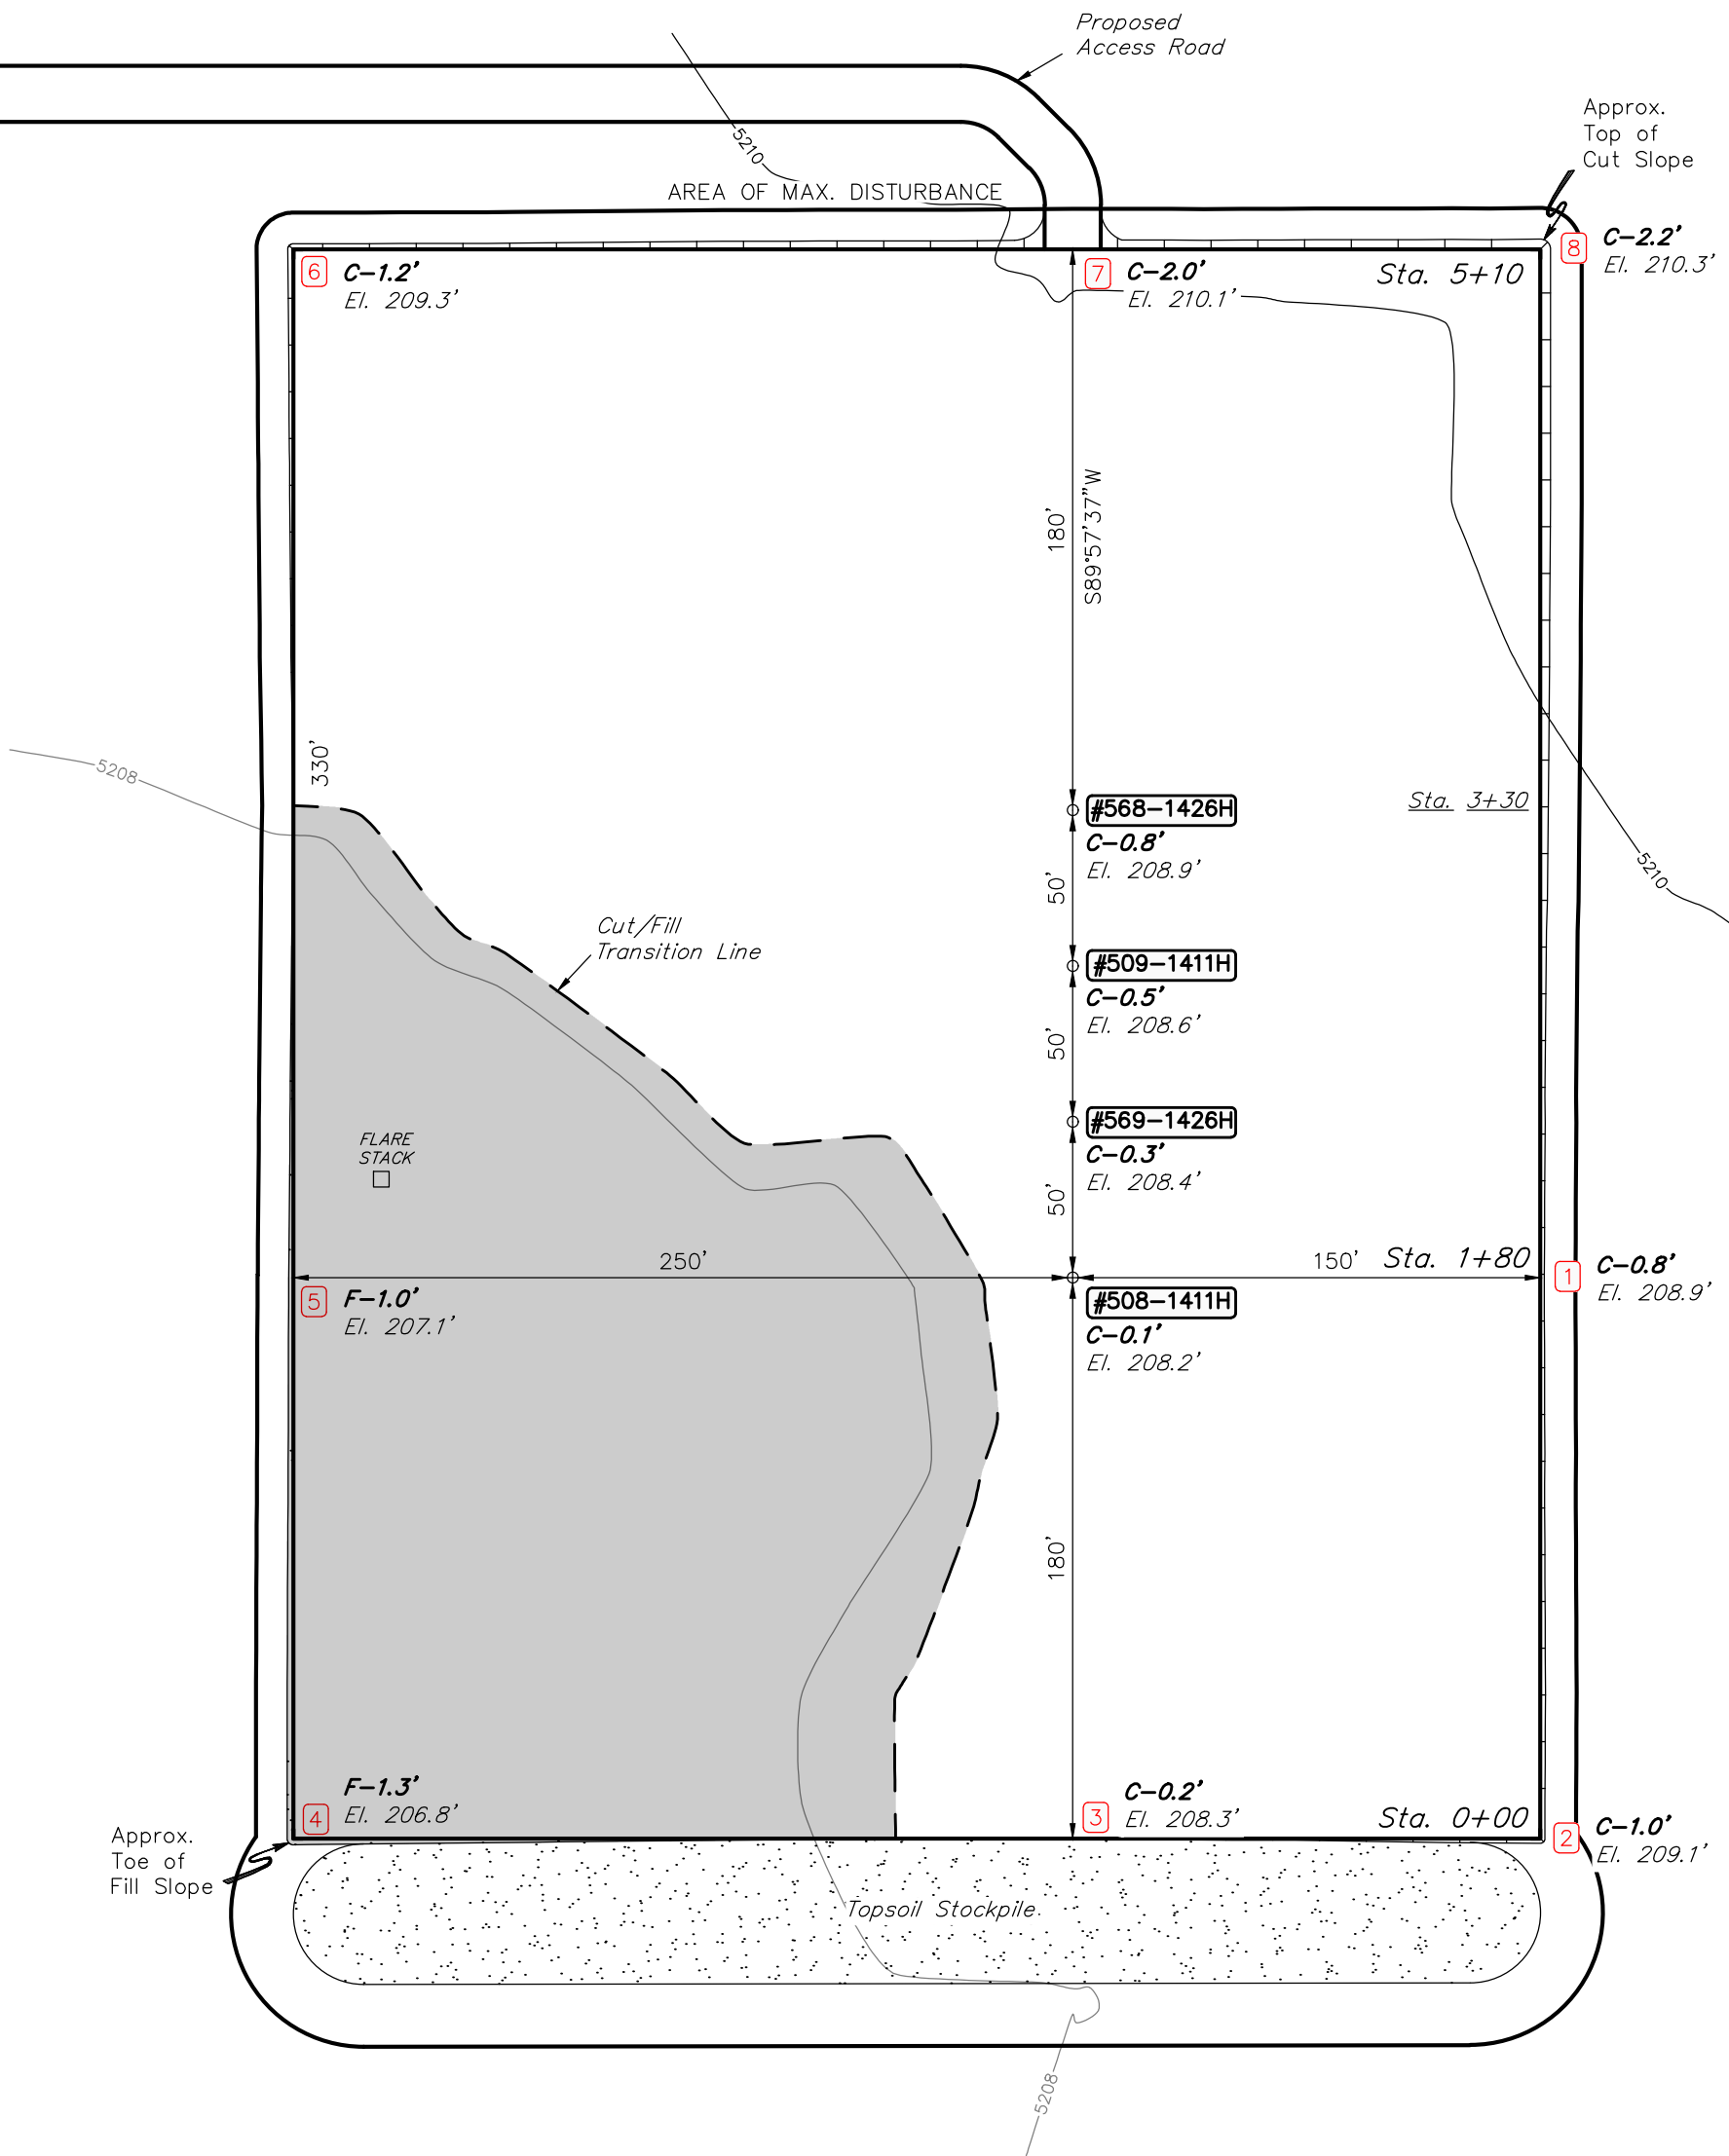 Proposed
Access Road
Approx.
Top of
Cut Slope
5210
AREA OF MAX. DISTURBANCE
6 C-1.2'
El. 209.3'
7 C-2.0'
El. 210.1'
Sta. 5+10
8 C-2.2'
El. 210.3'
180'
S89°57'37"W
330'
5208
#568-1426H
C-0.8'
El. 208.9'
Sta. 3+30
5210
50'
Cut/Fill
Transition Line
#509-1411H
C-0.5'
El. 208.6'
50'
#569-1426H
C-0.3'
El. 208.4'
FLARE
STACK
50'
250'
150'
Sta. 1+80
1 C-0.8'
El. 208.9'
5 F-1.0'
El. 207.1'
#508-1411H
C-0.1'
El. 208.2'
180'
4 F-1.3'
El. 206.8'
3 C-0.2'
El. 208.3'
Sta. 0+00
2 C-1.0'
El. 209.1'
Approx.
Toe of
Fill Slope
Topsoil Stockpile
5208